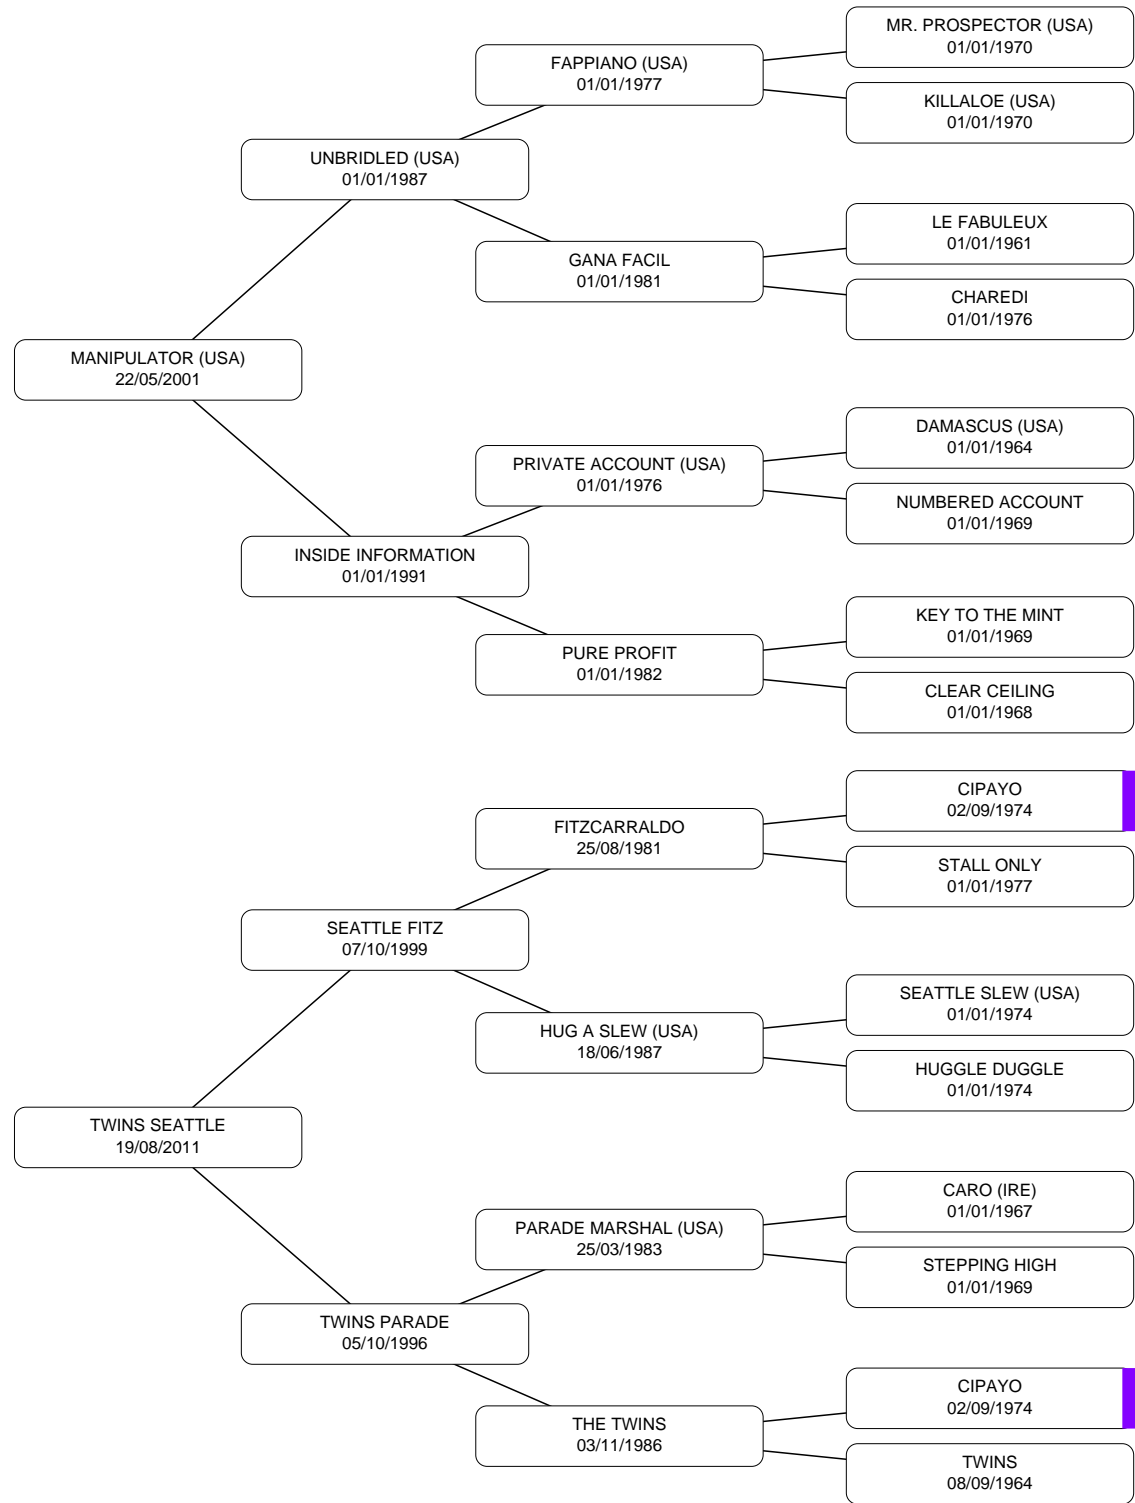 MR. PROSPECTOR (USA)
01/01/1970
FAPPIANO (USA)
01/01/1977
KILLALOE (USA)
01/01/1970
UNBRIDLED (USA)
01/01/1987
LE FABULEUX
01/01/1961
GANA FACIL
01/01/1981
CHAREDI
01/01/1976
MANIPULATOR (USA)
22/05/2001
DAMASCUS (USA)
01/01/1964
PRIVATE ACCOUNT (USA)
01/01/1976
NUMBERED ACCOUNT
01/01/1969
INSIDE INFORMATION
01/01/1991
KEY TO THE MINT
01/01/1969
PURE PROFIT
01/01/1982
CLEAR CEILING
01/01/1968
CIPAYO
02/09/1974
FITZCARRALDO
25/08/1981
STALL ONLY
01/01/1977
SEATTLE FITZ
07/10/1999
SEATTLE SLEW (USA)
01/01/1974
HUG A SLEW (USA)
18/06/1987
HUGGLE DUGGLE
01/01/1974
TWINS SEATTLE
19/08/2011
CARO (IRE)
01/01/1967
PARADE MARSHAL (USA)
25/03/1983
STEPPING HIGH
01/01/1969
TWINS PARADE
05/10/1996
CIPAYO
02/09/1974
THE TWINS
03/11/1986
TWINS
08/09/1964